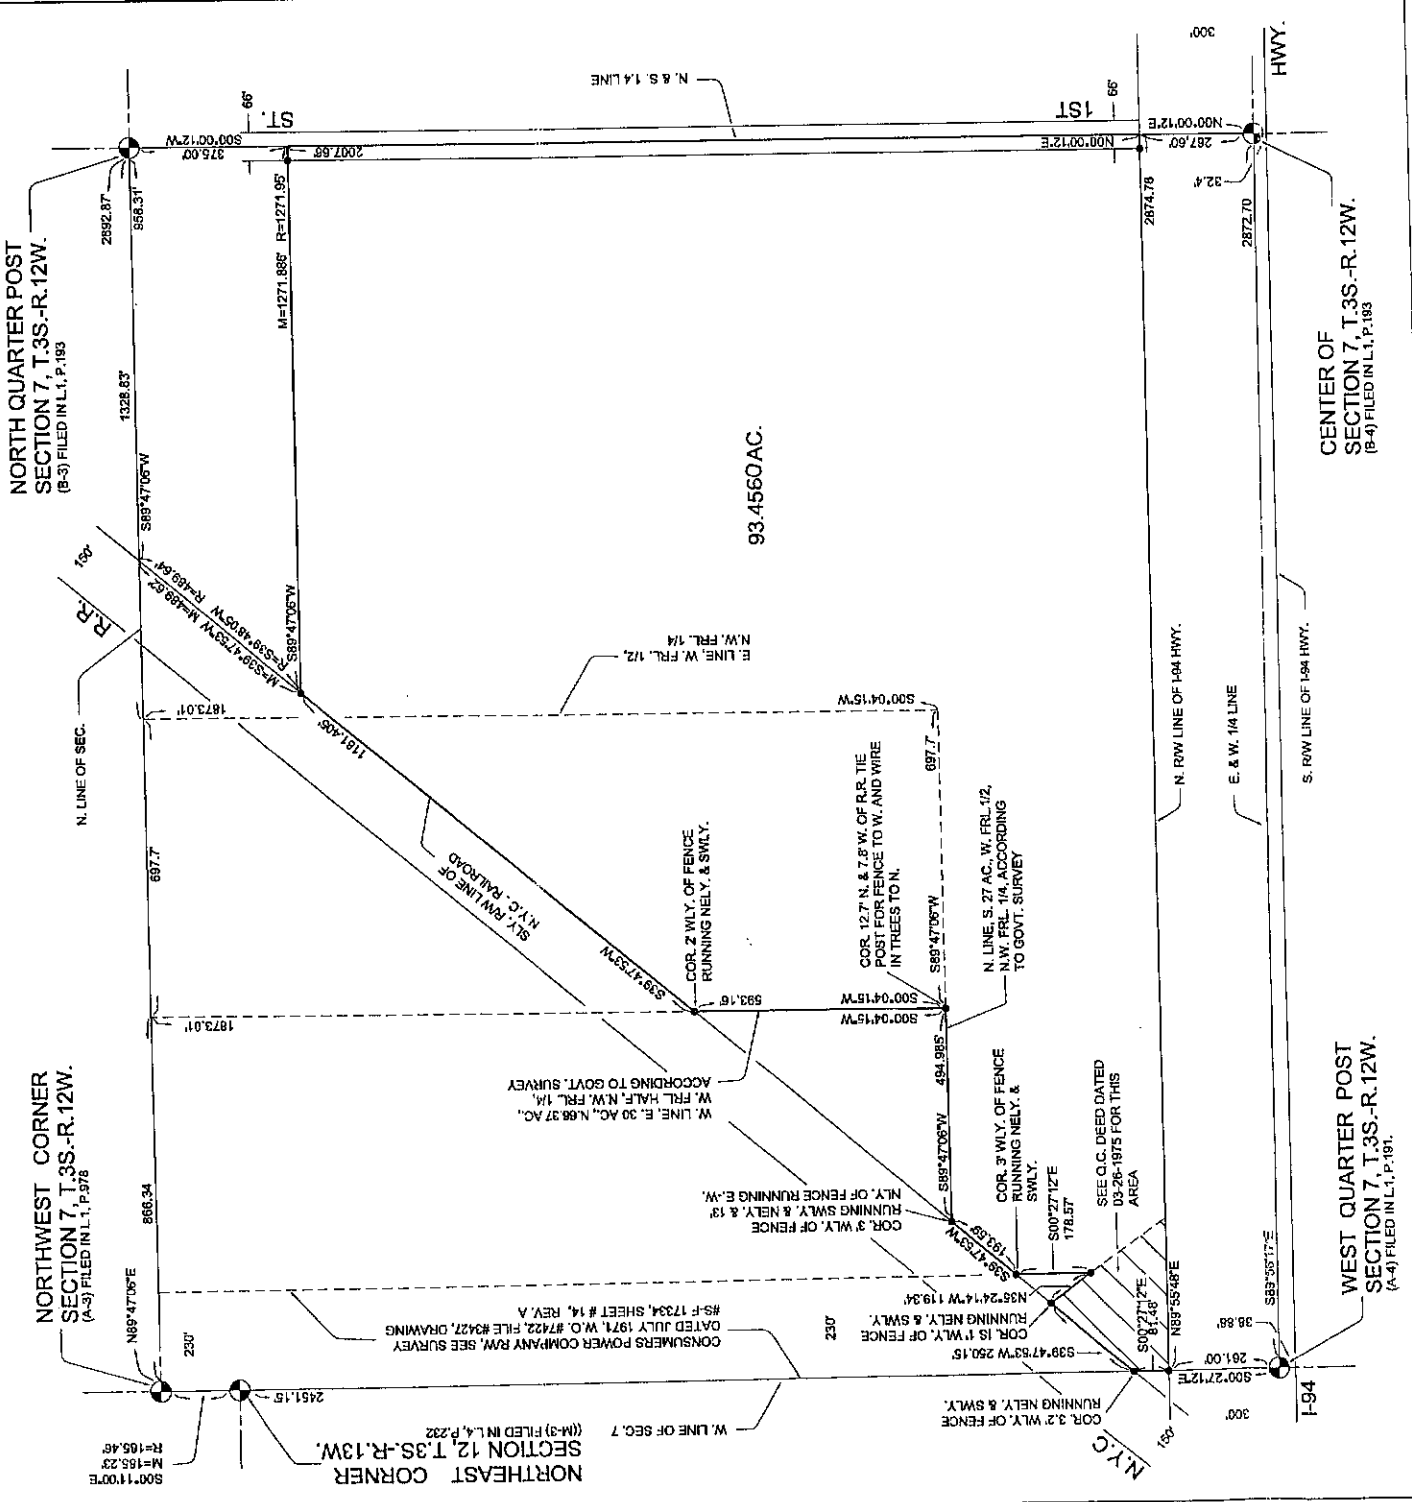 NORTH QUARTER POST
SECTION 7, T.3S.-R.12W.
(B-3) FILED IN L.1, P.193
2892.87'
958.31'
375.00'
S00°00'12"W
66'
ST.
N. & S. 1.4 LINE
1ST
66'
300'
HWY.
2007.66'
N00°00'12"E
N00°00'12"E
267.60'
32.4'
2874.78
2872.70
CENTER OF
SECTION 7, T.3S.-R.12W.
(B-4) FILED IN L.1, P.193
M=1271.886' R=1271.95'
1328.83'
S89°47'06"W
S89°47'06"W
150'
R.R.
R=489.64'
M=489.62'
R=S39°48'05"W
M=S39°47'53"W
N. LINE OF SEC.
1873.01'
93.4560AC.
E. LINE, W. FRL. 1/2,
N.W. FRL. 1/4
S00°04'15"W
697.7'
1181.405'
SLY. R/W LINE OF
N.Y.C. RAILROAD
S39°47'53"W
697.7'
1873.01'
COR. 2' WLY. OF FENCE
RUNNING NELY. & SWLY.
593.16'
COR. 12.7' N. & 7.8' W. OF R.R. TIE
POST FOR FENCE TO W. AND WIRE
IN TREES TO N.
S89°47'06"W
S00°04'15"W
S00°04'15"W
N. LINE, S. 27 AC., W. FRL.1/2,
N.W. FRL. 1/4, ACCORDING
TO GOVT. SURVEY
494.985'
S89°47'06"W
N. R/W LINE OF I-94 HWY.
E. & W. 1/4 LINE
S. R/W LINE OF I-94 HWY.
W. LINE, E. 30 AC., N.66.37 AC.,
W. FRL. HALF, N.W. FRL. 1/4,
ACCORDING TO GOVT. SURVEY
COR. 3' WLY. OF FENCE
RUNNING SWLY. & NELY. & 13'
NLY. OF FENCE RUNNING E.-W.
193.59'
S39°47'53"W
COR. 3' WLY. OF FENCE
RUNNING NELY. &
SWLY.
S00°27'12"E
178.57'
SEE Q.C. DEED DATED
03-26-1975 FOR THIS
AREA
NORTHWEST CORNER
SECTION 7, T.3S.-R.12W.
(A-3) FILED IN L.1, P.978
866.34
N89°47'06"E
230'
CONSUMERS POWER COMPANY R/W, SEE SURVEY
DATED JULY 1971, W.O. #7422, FILE #3427, DRAWING
#S-F 17334, SHEET # 14, REV. A
230'
N35°24'14"W 119.34'
COR. IS 1' WLY. OF FENCE
RUNNING NELY. & SWLY.
S39°47'53"W 250.15'
S00°27'12"E
81.48'
N89°55'48"E
261.00'
S00°27'12"E
38.88'
WEST QUARTER POST
SECTION 7, T.3S.-R.12W.
(A-4) FILED IN L.1, P.191.
2451.15'
W. LINE OF SEC. 7
COR. 3.2' WLY. OF FENCE
RUNNING NELY. & SWLY.
S00°11'00"E
M=165.23'
R=165.46'
NORTHEAST CORNER
SECTION 12, T.3S.-R.13W.
((M-3) FILED IN L.4, P.232
N.Y.C
150'
300'
I-94